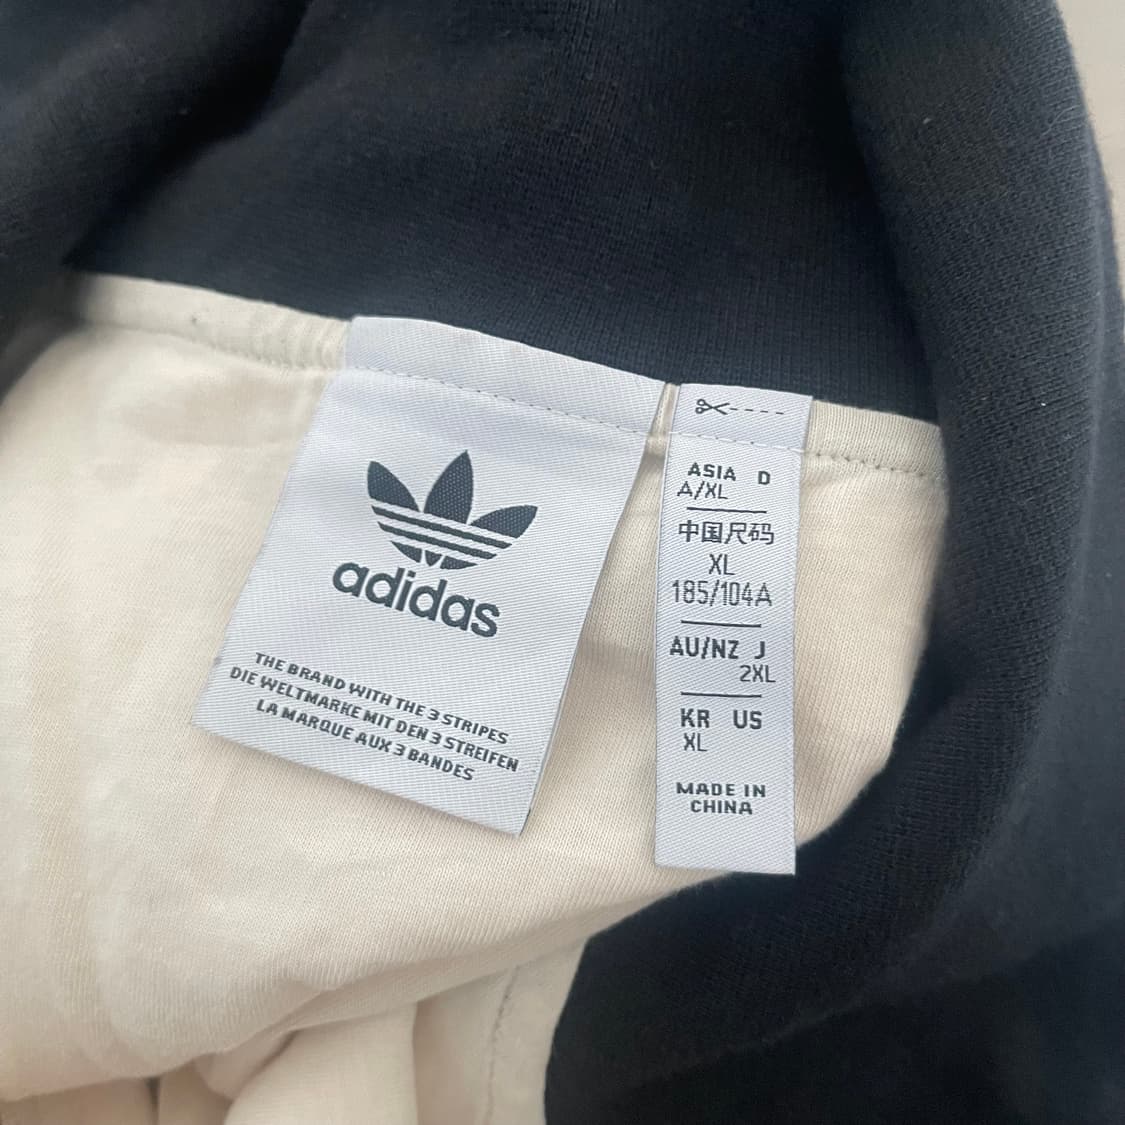 adidas
THE BRAND WITH THE 3 STRIPES
DIE WELTMARKE MIT DEN 3 STREIFEN
LA MARQUE AUX 3 BANDES
ASIA D
A/XL
中国尺码
XL
185/104A
AU/NZ J
2XL
KR US
XL
MADE IN
CHINA